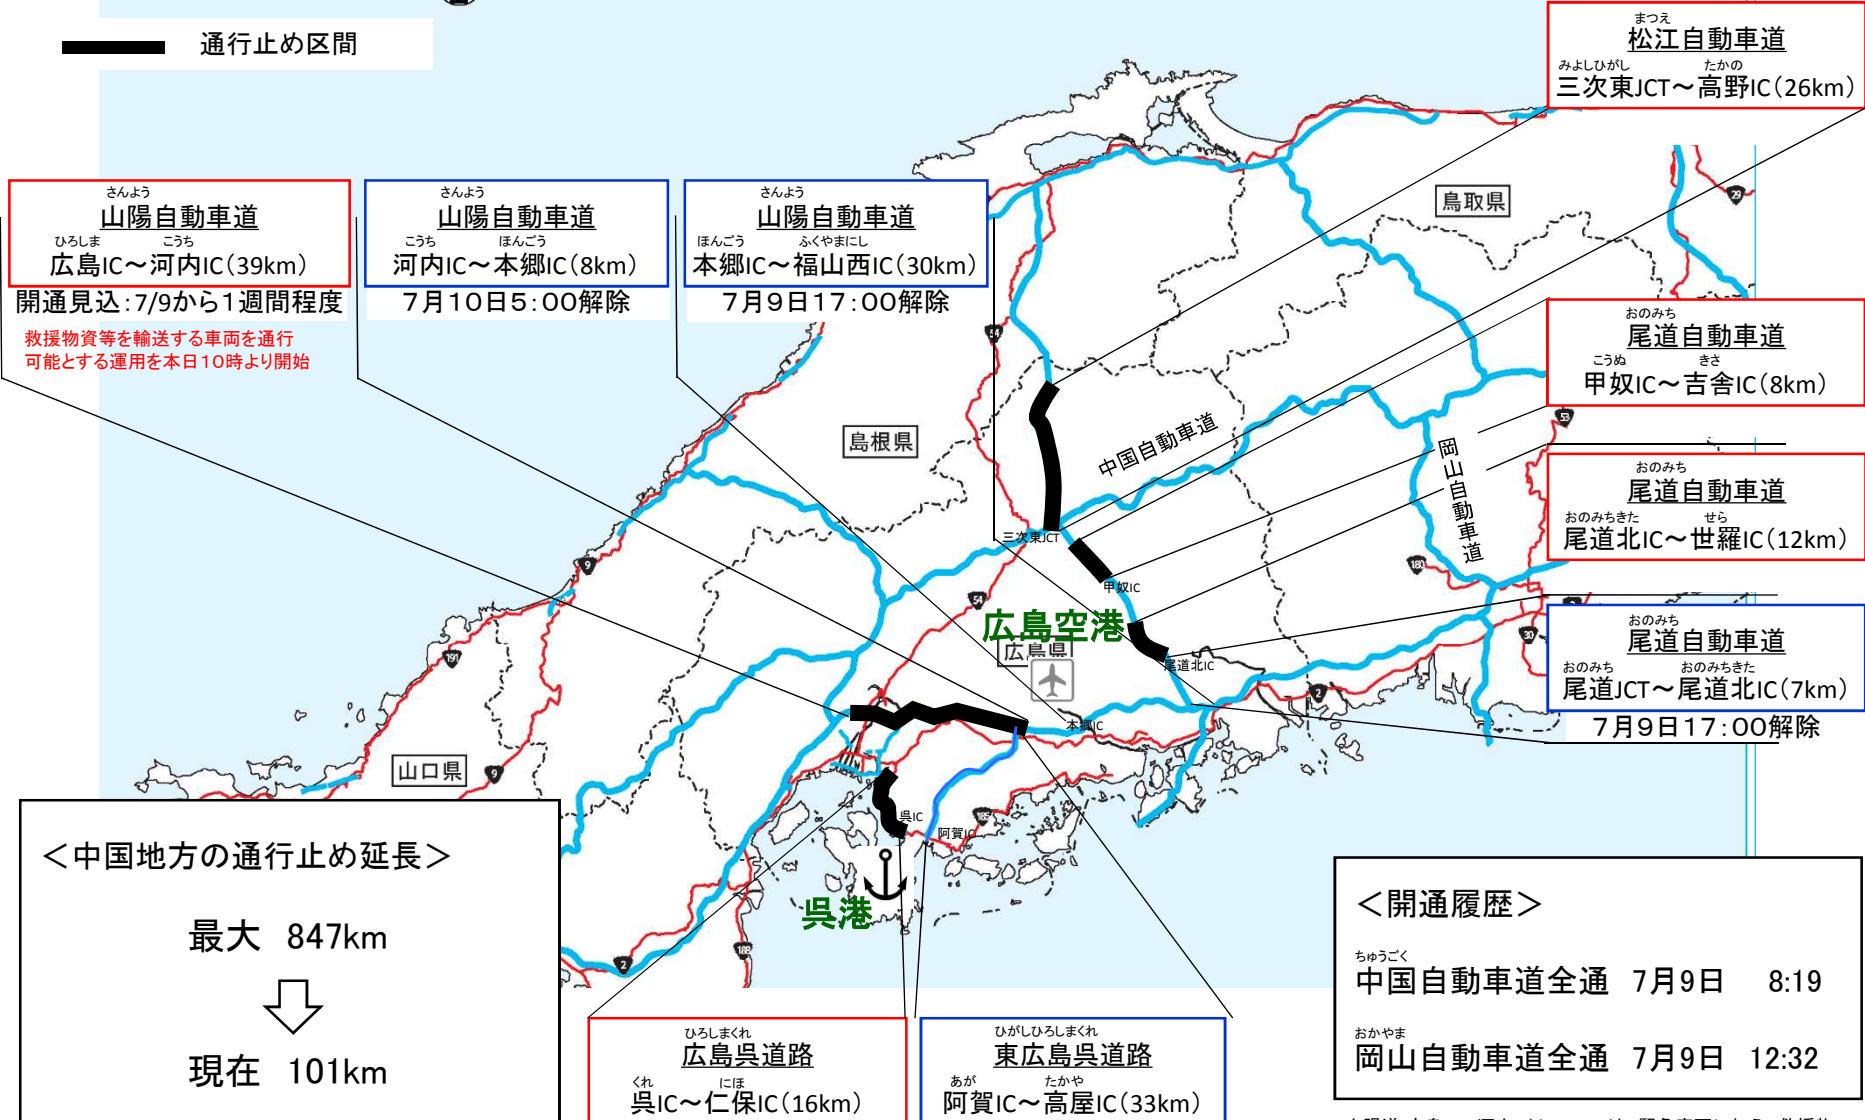 通行止め区間
まつえ
松江自動車道
みよしひがし たかの
三次東JCT～高野IC(26km)
さんよう
山陽自動車道
ひろしま こうち
広島IC～河内IC(39km)
開通見込:7/9から1週間程度
救援物資等を輸送する車両を通行
可能とする運用を本日10時より開始
さんよう
山陽自動車道
こうち ほんごう
河内IC～本郷IC(8km)
7月10日5:00解除
さんよう
山陽自動車道
ほんごう ふくやまにし
本郷IC～福山西IC(30km)
7月9日17:00解除
鳥取県
29
54
おのみち
尾道自動車道
こうぬ きさ
甲奴IC～吉舎IC(8km)
53
島根県
中国自動車道
岡山自動車道
おのみち
尾道自動車道
おのみちきた せら
尾道北IC～世羅IC(12km)
三次東JCT
9
甲奴IC
54
広島空港
広島県
30
おのみち
尾道自動車道
おのみち おのみちきた
尾道JCT～尾道北IC(7km)
7月9日17:00解除
191
尾道北IC
2
本郷IC
山口県
9
呉IC
阿賀IC
呉港
2
＜中国地方の通行止め延長＞
最大 847km
現在 101km
ひろしまくれ
広島呉道路
くれ にほ
呉IC～仁保IC(16km)
ひがしひろしまくれ
東広島呉道路
あが たかや
阿賀IC～高屋IC(33km)
＜開通履歴＞
ちゅうごく
中国自動車道全通 7月9日 8:19
おかやま
岡山自動車道全通 7月9日 12:32